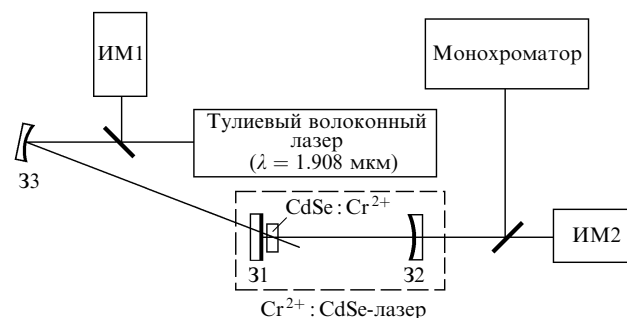 ИМ1
Монохроматор
Тулиевый волоконный
лазер
(λ = 1.908 мкм)
З3
CdSe : Cr²⁺
З1
З2
ИМ2
Cr²⁺ : CdSe-лазер